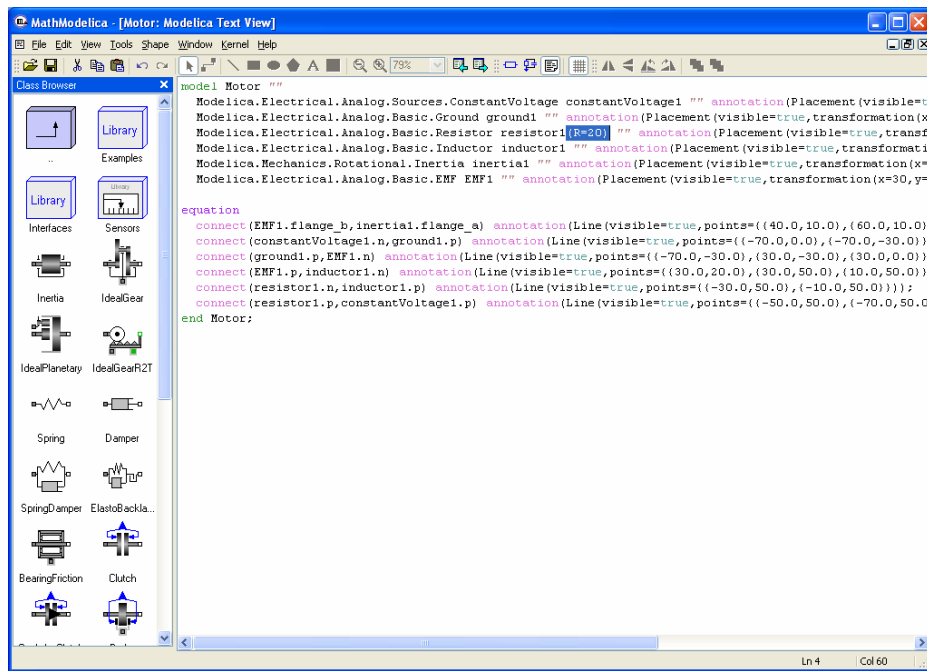 MathModelica - [Motor: Modelica Text View]
File Edit View Tools Shape Window Kernel Help
79%
Class Browser
..
Examples
Library
Interfaces
Library
Sensors
Library
Inertia
IdealGear
IdealPlanetary
IdealGearR2T
Spring
Damper
SpringDamper
ElastoBackla...
BearingFriction
Clutch
model Motor ""
Modelica.Electrical.Analog.Sources.ConstantVoltage constantVoltage1 "" annotation(Placement(visible=t
Modelica.Electrical.Analog.Basic.Ground ground1 "" annotation(Placement(visible=true,transformation(x
Modelica.Electrical.Analog.Basic.Resistor resistor1(R=20) "" annotation(Placement(visible=true,transf
Modelica.Electrical.Analog.Basic.Inductor inductor1 "" annotation(Placement(visible=true,transformati
Modelica.Mechanics.Rotational.Inertia inertia1 "" annotation(Placement(visible=true,transformation(x=
Modelica.Electrical.Analog.Basic.EMF EMF1 "" annotation(Placement(visible=true,transformation(x=30,y=
equation
connect(EMF1.flange_b,inertia1.flange_a) annotation(Line(visible=true,points={{40.0,10.0},{60.0,10.0}
connect(constantVoltage1.n,ground1.p) annotation(Line(visible=true,points={{-70.0,0.0},{-70.0,-30.0}}
connect(ground1.p,EMF1.n) annotation(Line(visible=true,points={{-70.0,-30.0},{30.0,-30.0},{30.0,0.0}}
connect(EMF1.p,inductor1.n) annotation(Line(visible=true,points={{30.0,20.0},{30.0,50.0},{10.0,50.0}}
connect(resistor1.n,inductor1.p) annotation(Line(visible=true,points={{-30.0,50.0},{-10.0,50.0}}));
connect(resistor1.p,constantVoltage1.p) annotation(Line(visible=true,points={{-50.0,50.0},{-70.0,50.0
end Motor;
Ln 4 Col 60